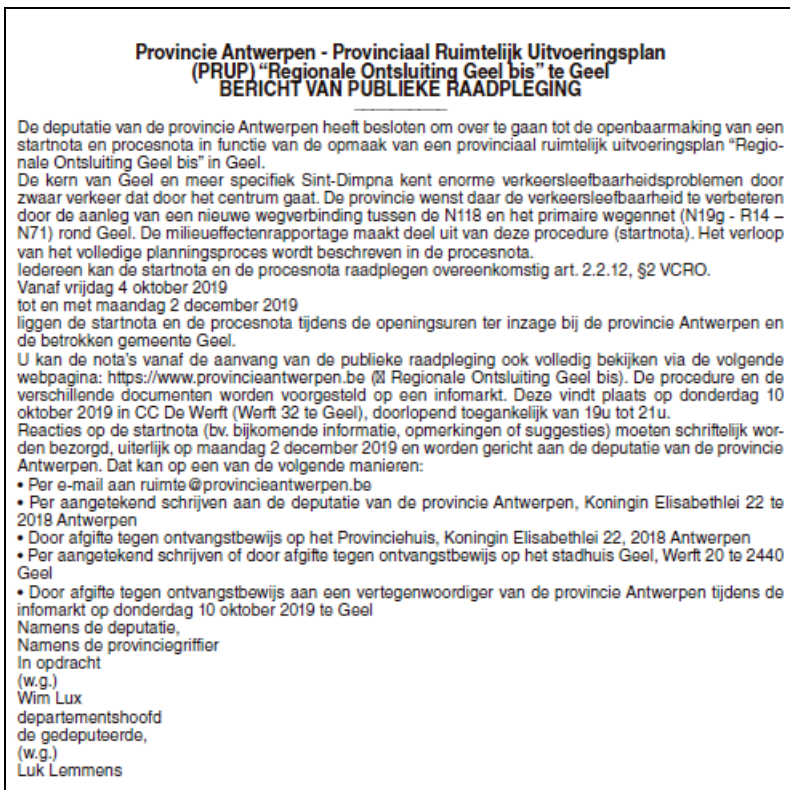 Provincie Antwerpen - Provinciaal Ruimtelijk Uitvoeringsplan
(PRUP) “Regionale Ontsluiting Geel bis” te Geel
BERICHT VAN PUBLIEKE RAADPLEGING
De deputatie van de provincie Antwerpen heeft besloten om over te gaan tot de openbaarmaking van een
startnota en procesnota in functie van de opmaak van een provinciaal ruimtelijk uitvoeringsplan “Regio-
nale Ontsluiting Geel bis” in Geel.
De kern van Geel en meer specifiek Sint-Dimpna kent enorme verkeersleefbaarheidsproblemen door
zwaar verkeer dat door het centrum gaat. De provincie wenst daar de verkeersleefbaarheid te verbeteren
door de aanleg van een nieuwe wegverbinding tussen de N118 en het primaire wegennet (N19g - R14 –
N71) rond Geel. De milieueffectenrapportage maakt deel uit van deze procedure (startnota). Het verloop
van het volledige planningsproces wordt beschreven in de procesnota.
Iedereen kan de startnota en de procesnota raadplegen overeenkomstig art. 2.2.12, §2 VCRO.
Vanaf vrijdag 4 oktober 2019
tot en met maandag 2 december 2019
liggen de startnota en de procesnota tijdens de openingsuren ter inzage bij de provincie Antwerpen en
de betrokken gemeente Geel.
U kan de nota’s vanaf de aanvang van de publieke raadpleging ook volledig bekijken via de volgende
webpagina: https://www.provincieantwerpen.be (� Regionale Ontsluiting Geel bis). De procedure en de
verschillende documenten worden voorgesteld op een infomarkt. Deze vindt plaats op donderdag 10
oktober 2019 in CC De Werft (Werft 32 te Geel), doorlopend toegankelijk van 19u tot 21u.
Reacties op de startnota (bv. bijkomende informatie, opmerkingen of suggesties) moeten schriftelijk wor-
den bezorgd, uiterlijk op maandag 2 december 2019 en worden gericht aan de deputatie van de provincie
Antwerpen. Dat kan op een van de volgende manieren:
• Per e-mail aan ruimte@provincieantwerpen.be
• Per aangetekend schrijven aan de deputatie van de provincie Antwerpen, Koningin Elisabethlei 22 te
2018 Antwerpen
• Door afgifte tegen ontvangstbewijs op het Provinciehuis, Koningin Elisabethlei 22, 2018 Antwerpen
• Per aangetekend schrijven of door afgifte tegen ontvangstbewijs op het stadhuis Geel, Werft 20 te 2440
Geel
• Door afgifte tegen ontvangstbewijs aan een vertegenwoordiger van de provincie Antwerpen tijdens de
infomarkt op donderdag 10 oktober 2019 te Geel
Namens de deputatie,
Namens de provinciegriffier
In opdracht
(w.g.)
Wim Lux
departementshoofd
de gedeputeerde,
(w.g.)
Luk Lemmens